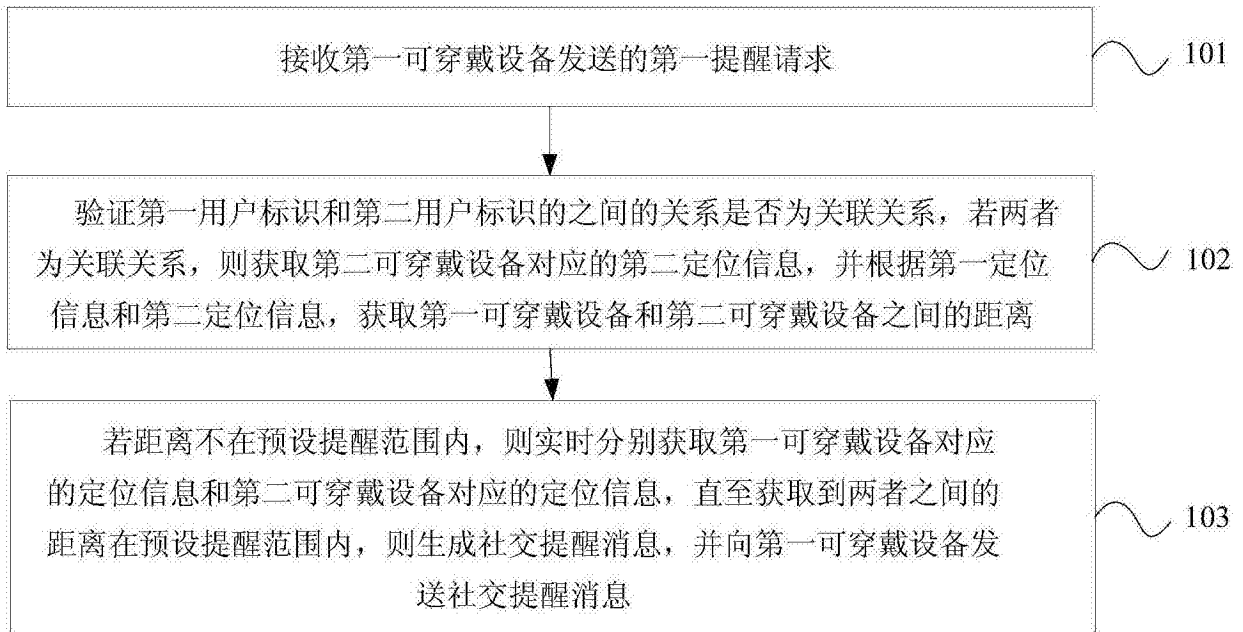 接收第一可穿戴设备发送的第一提醒请求
101
验证第一用户标识和第二用户标识的之间的关系是否为关联关系，若两者
为关联关系，则获取第二可穿戴设备对应的第二定位信息，并根据第一定位
信息和第二定位信息，获取第一可穿戴设备和第二可穿戴设备之间的距离
102
若距离不在预设提醒范围内，则实时分别获取第一可穿戴设备对应
的定位信息和第二可穿戴设备对应的定位信息，直至获取到两者之间的
距离在预设提醒范围内，则生成社交提醒消息，并向第一可穿戴设备发
送社交提醒消息
103